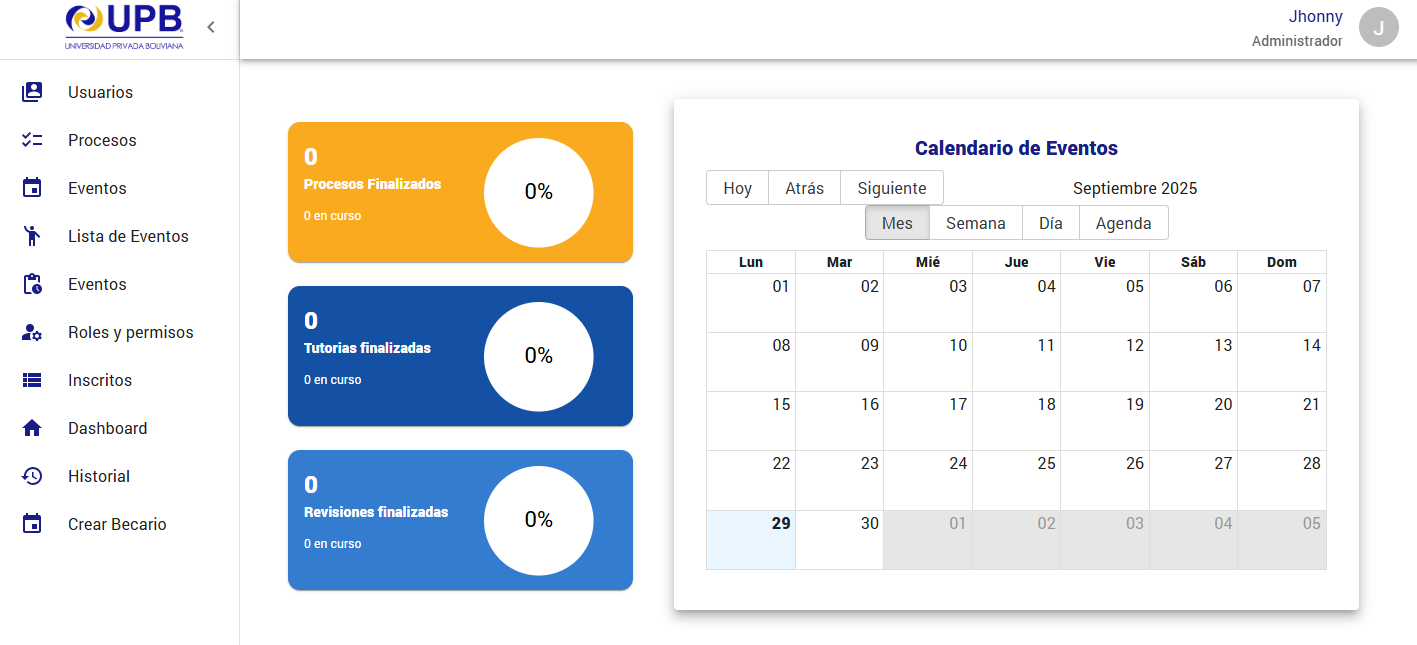 UPB
UNIVERSIDAD PRIVADA BOLIVIANA
Jhonny
Administrador
J
Usuarios
Procesos
Eventos
Lista de Eventos
Eventos
Roles y permisos
Inscritos
Dashboard
Historial
Crear Becario
0
Procesos Finalizados
0 en curso
0%
0
Tutorias finalizadas
0 en curso
0%
0
Revisiones finalizadas
0 en curso
0%
Calendario de Eventos
Hoy Atrás Siguiente Septiembre 2025
Mes Semana Día Agenda
Lun Mar Mié Jue Vie Sáb Dom
01 02 03 04 05 06 07
08 09 10 11 12 13 14
15 16 17 18 19 20 21
22 23 24 25 26 27 28
29 30 01 02 03 04 05